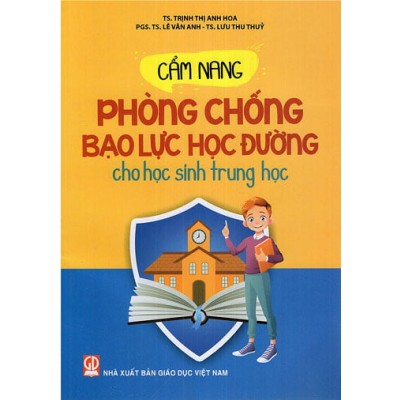 TS. TRỊNH THỊ ANH HOA
PGS. TS. LÊ VÂN ANH - TS. LƯU THU THUỶ
CẨM NANG
PHÒNG CHỐNG
BẠO LỰC HỌC ĐƯỜNG
cho học sinh trung học
GD
NHÀ XUẤT BẢN GIÁO DỤC VIỆT NAM